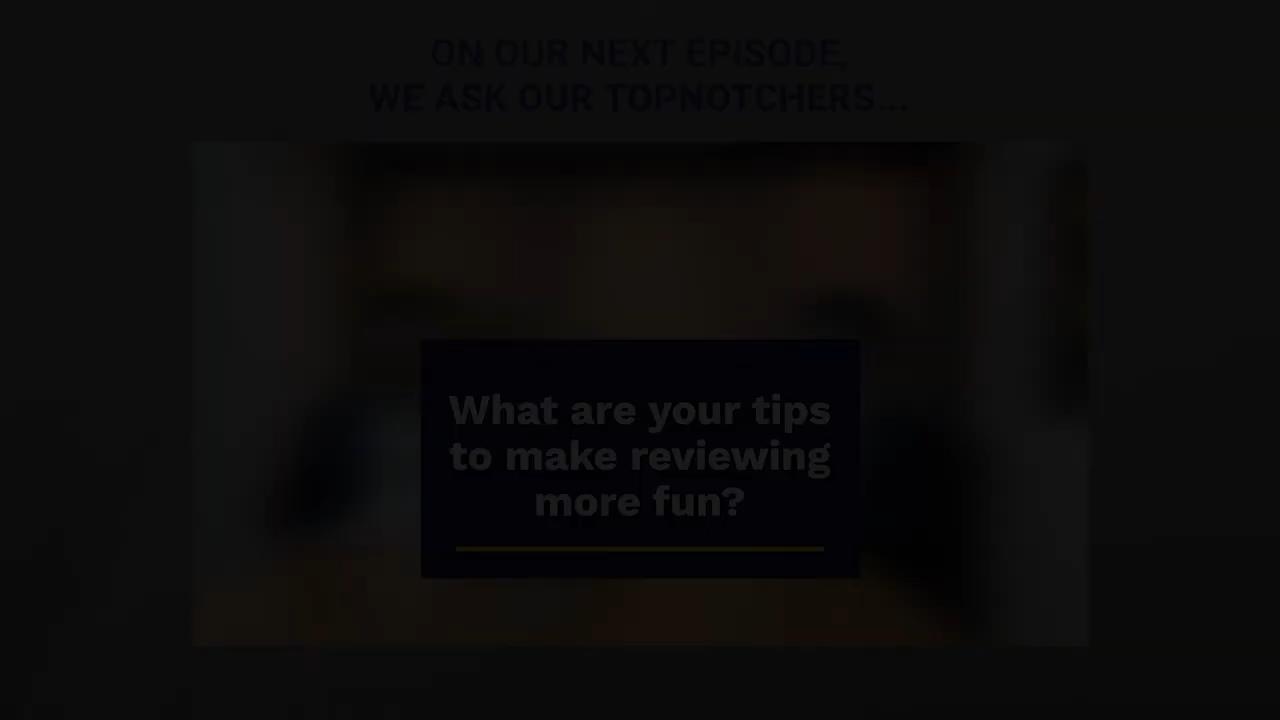 ON OUR NEXT EPISODE,
WE ASK OUR TOPNOTCHERS...
What are your tips
to make reviewing
more fun?